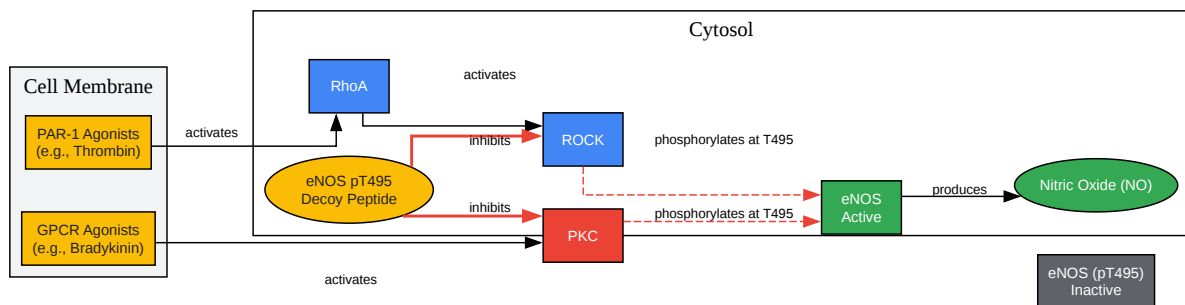 Cytosol
Cell Membrane
PAR-1 Agonists
(e.g., Thrombin)
activates
RhoA
activates
inhibits
ROCK
phosphorylates at T495
eNOS pT495
Decoy Peptide
inhibits
PKC
phosphorylates at T495
eNOS
Active
produces
Nitric Oxide (NO)
GPCR Agonists
(e.g., Bradykinin)
activates
eNOS (pT495)
Inactive